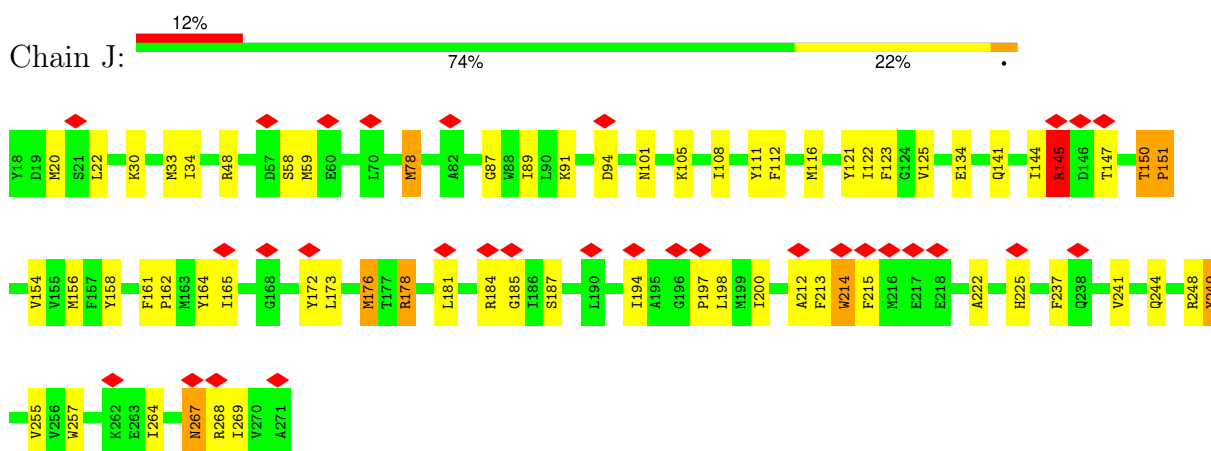 12%
Chain J:
74% 22% •
Y18 D19 M20 S21 L22 K30 M33 I34 R48 D57 S58 M59 E60 L70 M78 A82 G87 W88 I89 L90 K91 D94 N101 K105 I108 Y111 F112 M116 Y121 I122 F123 G124 V125 E134 Q141 I144 R145 D146 T147 T150 P151
V154 V155 M156 F157 Y158 F161 P162 M163 Y164 I165 G168 Y172 L173 M176 T177 R178 L181 R184 G185 I186 S187 L190 I194 A195 G196 P197 L198 M199 I200 A212 F213 W214 F215 M216 E217 E218 A222 H225 F237 Q238 V241 Q244 R248 Y249
V255 V256 W257 K262 E263 I264 N267 R268 I269 V270 A271